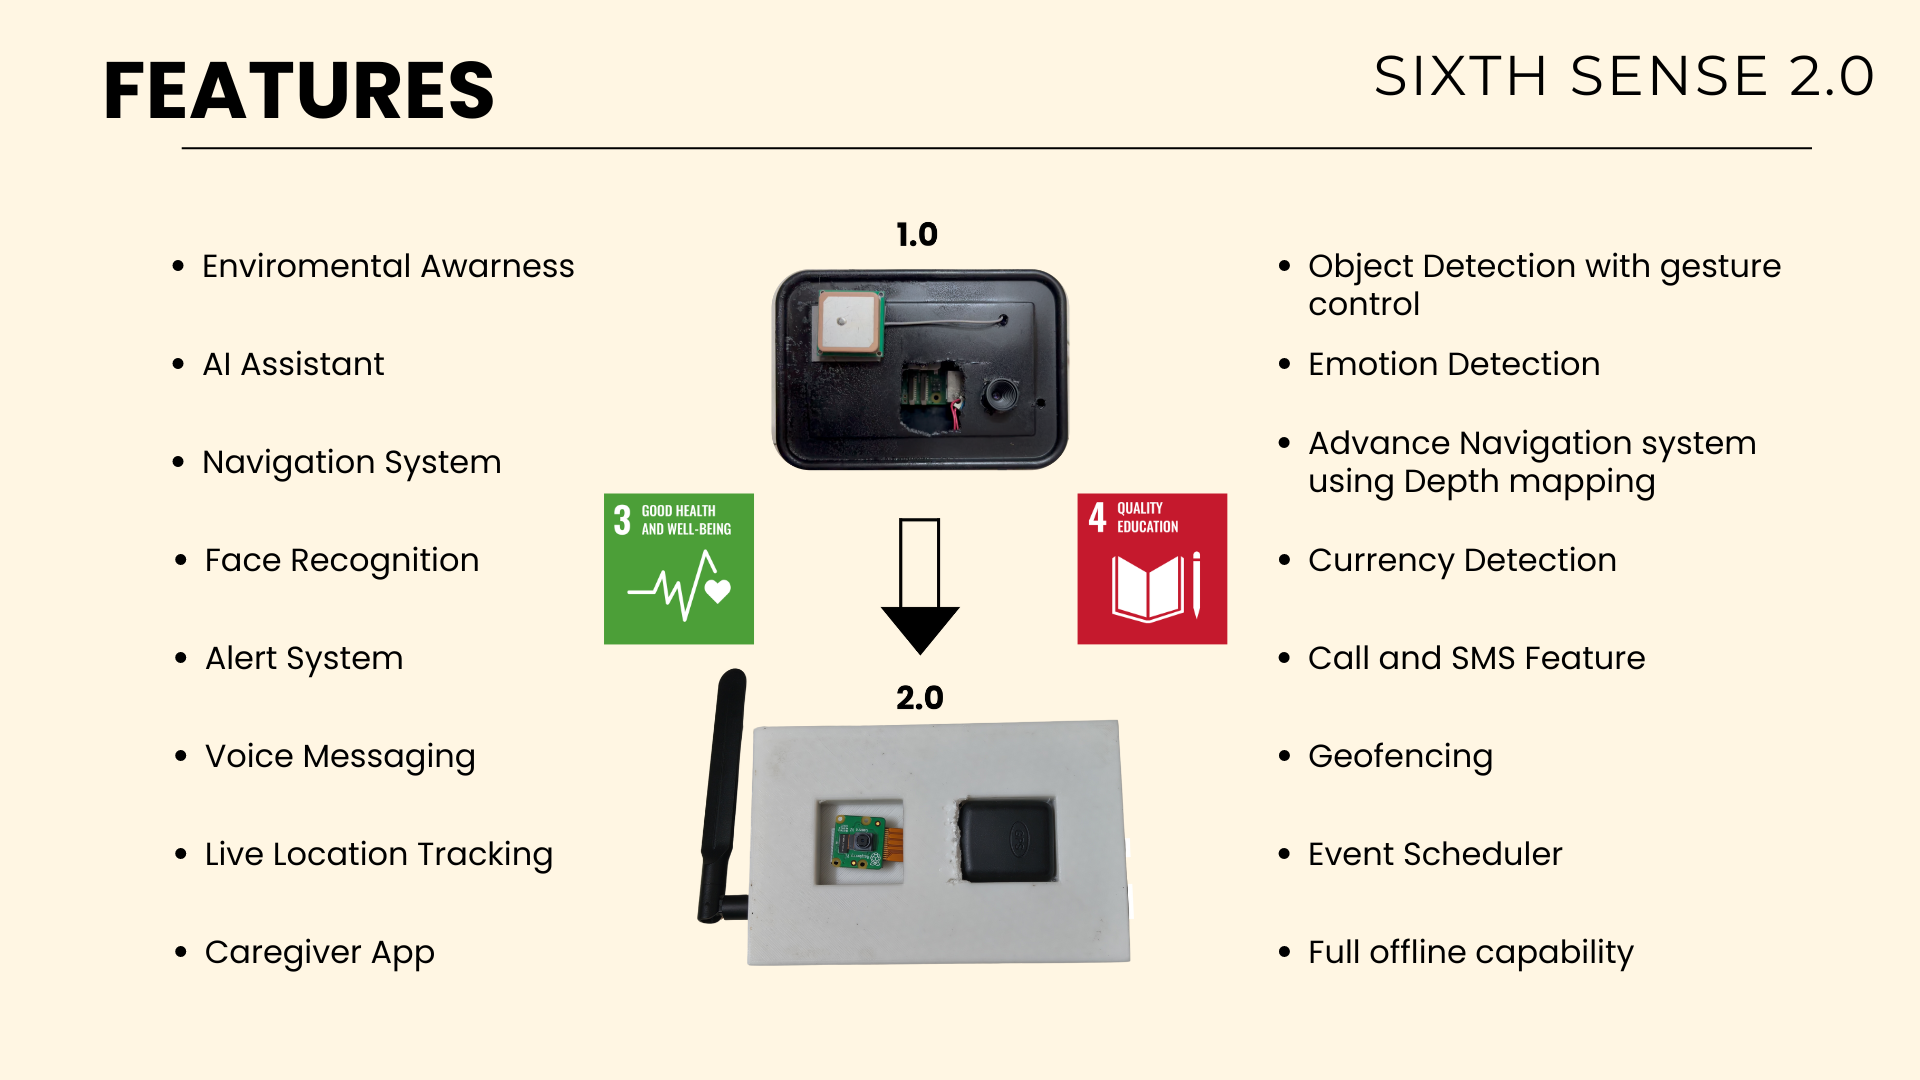 FEATURES
SIXTH SENSE 2.0
Enviromental Awarness
AI Assistant
Navigation System
Face Recognition
Alert System
Voice Messaging
Live Location Tracking
Caregiver App
1.0
3 GOOD HEALTH
AND WELL-BEING
4 QUALITY
EDUCATION
2.0
Object Detection with gesture
control
Emotion Detection
Advance Navigation system
using Depth mapping
Currency Detection
Call and SMS Feature
Geofencing
Event Scheduler
Full offline capability